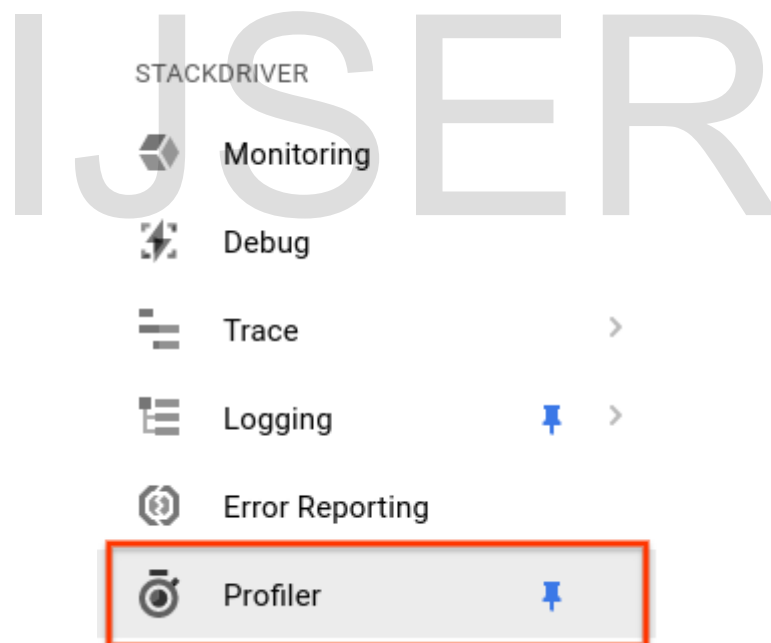 IJSER
STACKDRIVER
Monitoring
Debug
Trace
Logging
Error Reporting
Profiler